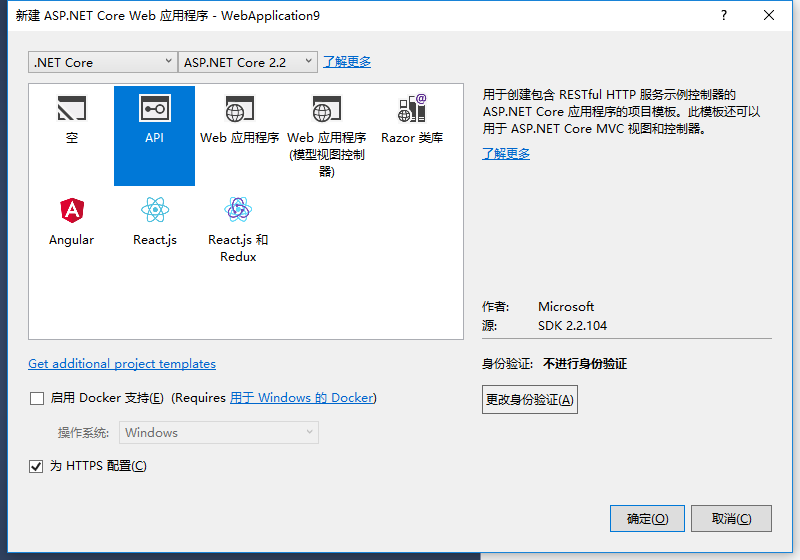 新建 ASP.NET Core Web 应用程序 - WebApplication9
?
.NET Core
ASP.NET Core 2.2
了解更多
空
API
Web 应用程序
Web 应用程序
(模型视图控制
器)
Razor 类库
Angular
React.js
React.js 和
Redux
用于创建包含 RESTful HTTP 服务示例控制器的
ASP.NET Core 应用程序的项目模板。此模板还可以
用于 ASP.NET Core MVC 视图和控制器。
了解更多
作者: Microsoft
源: SDK 2.2.104
Get additional project templates
启用 Docker 支持(E) (Requires 用于 Windows 的 Docker)
操作系统: Windows
为 HTTPS 配置(C)
身份验证: 不进行身份验证
更改身份验证(A)
确定(O)
取消(C)